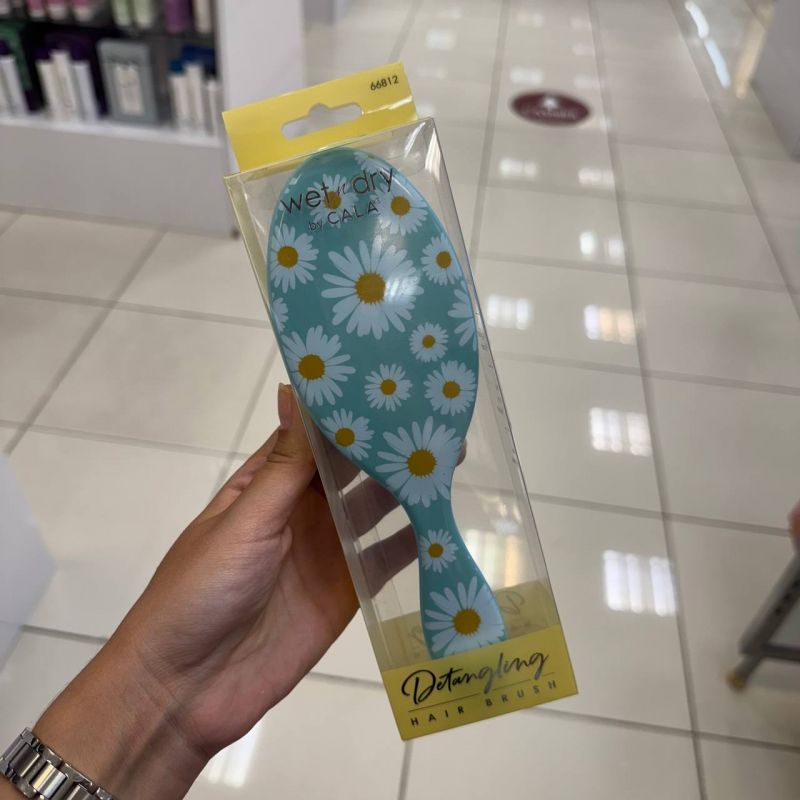 66812
wet n dry
by CALA
Detangling
HAIR BRUSH